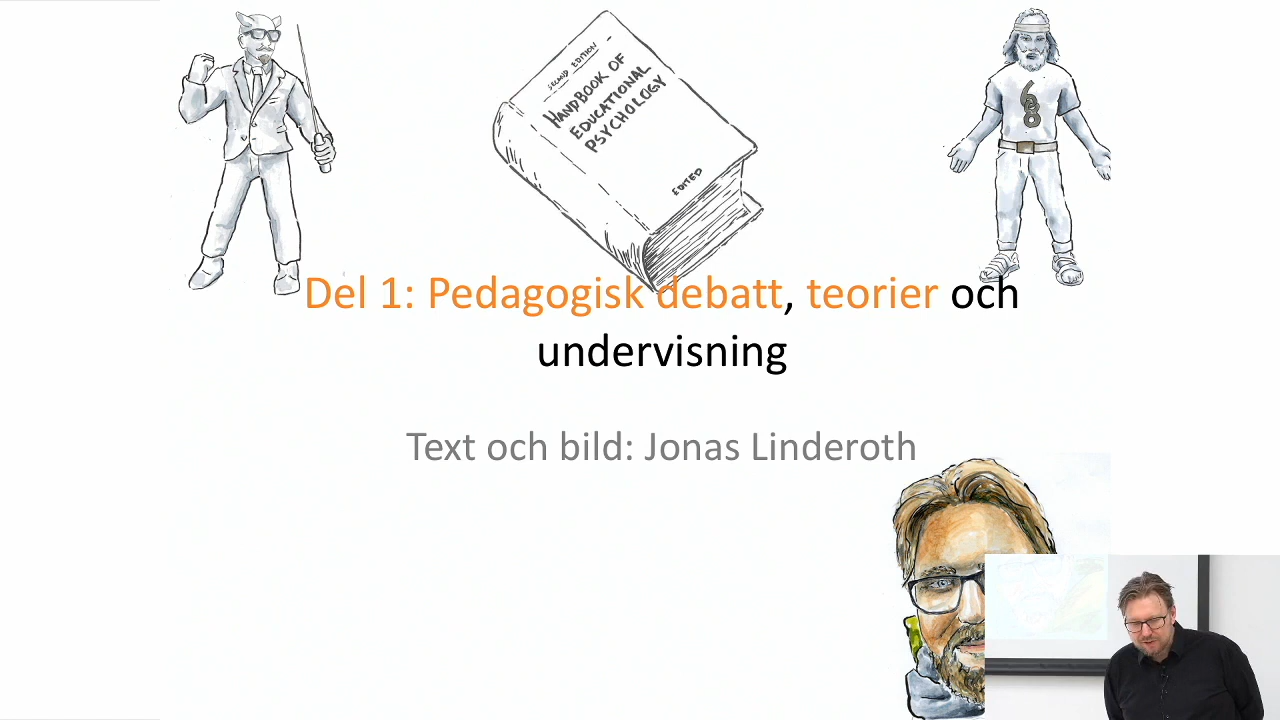 SECOND EDITION
HANDBOOK OF
EDUCATIONAL
PSYCHOLOGY
EDITED
68
Del 1: Pedagogisk debatt, teorier och
undervisning
Text och bild: Jonas Linderoth